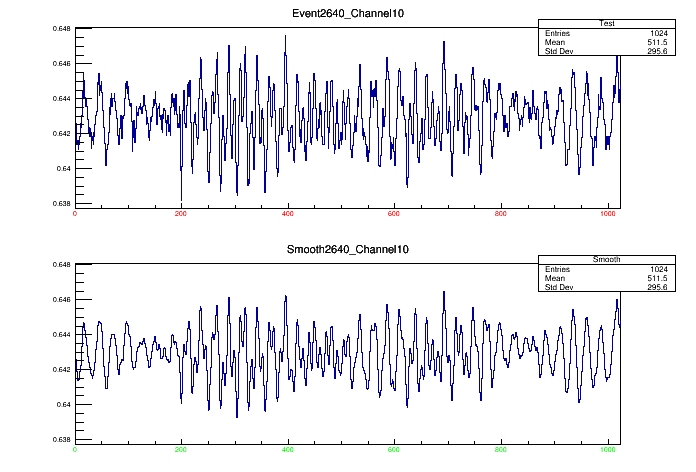 Event2640_Channel10
Test
Entries 1024
Mean 511.5
Std Dev 295.6
0.648
0.646
0.644
0.642
0.64
0.638
0 200 400 600 800 1000
Smooth2640_Channel10
Smooth
Entries 1024
Mean 511.5
Std Dev 295.6
0.648
0.646
0.644
0.642
0.64
0.638
0 200 400 600 800 1000